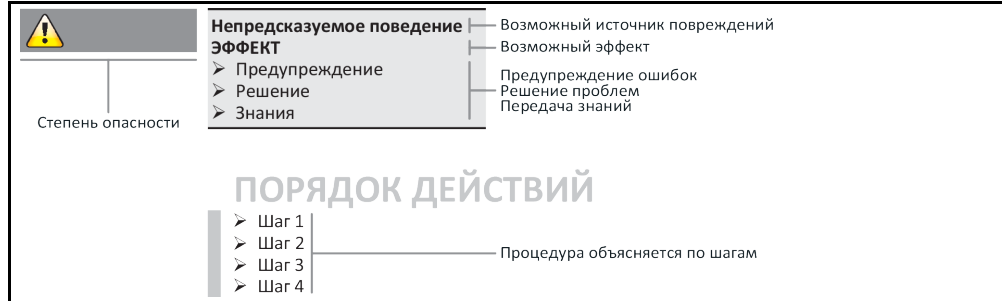 Непредсказуемое поведение
Возможный источник повреждений
ЭФФЕКТ
Возможный эффект
➢ Предупреждение
➢ Решение
➢ Знания
Предупреждение ошибок
Решение проблем
Передача знаний
Степень опасности
ПОРЯДОК ДЕЙСТВИЙ
➢ Шаг 1
➢ Шаг 2
➢ Шаг 3
➢ Шаг 4
Процедура объясняется по шагам